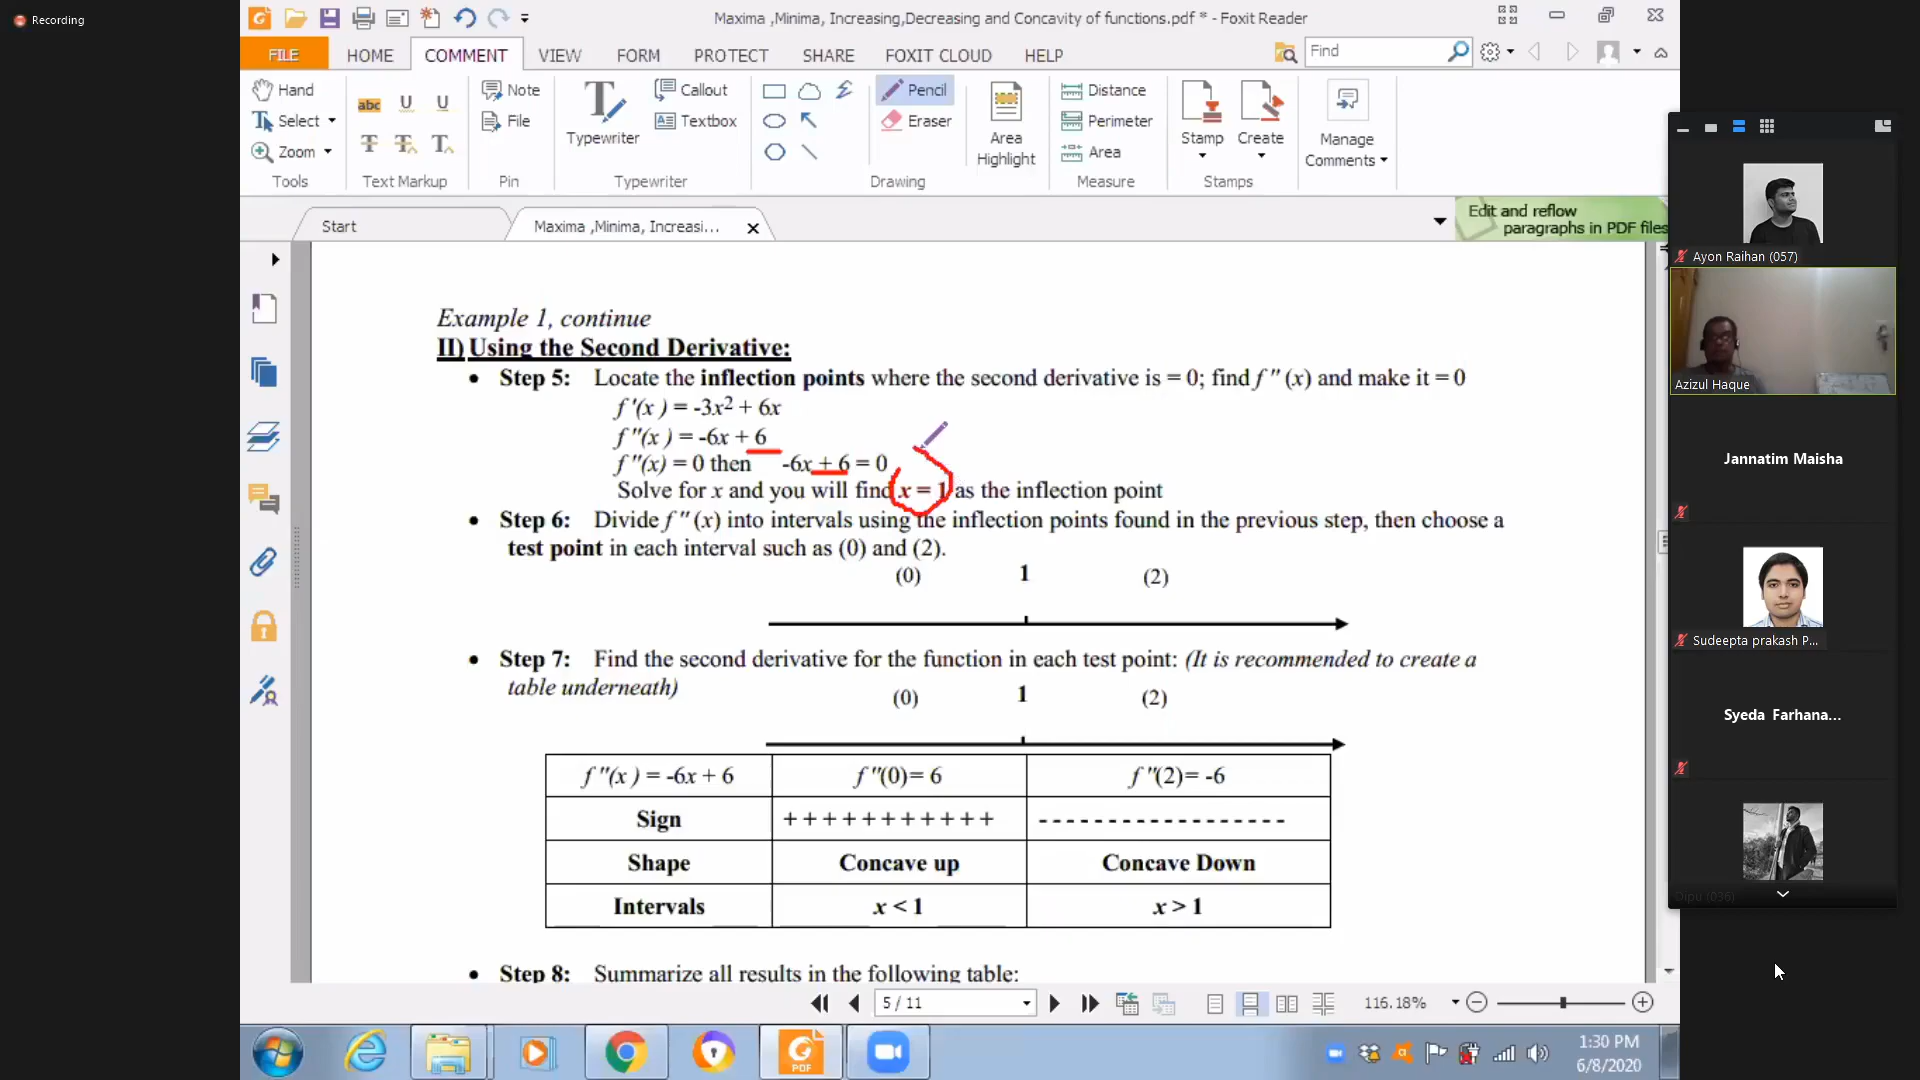 Recording
Maxima ,Minima, Increasing,Decreasing and Concavity of functions.pdf * - Foxit Reader
FILE HOME COMMENT VIEW FORM PROTECT SHARE FOXIT CLOUD HELP Find
Hand
Select
Zoom
Tools
abc U U
T T T
Text Markup
Note
File
Pin
Typewriter
Callout
Textbox
Typewriter
Pencil
Eraser
Drawing
Area
Highlight
Distance
Perimeter
Area
Measure
Stamp
Create
Stamps
Manage
Comments
Start
Maxima ,Minima, Increasi...
Edit and reflow
paragraphs in PDF files
Example 1, continue
II) Using the Second Derivative:
• Step 5: Locate the inflection points where the second derivative is = 0; find f "(x) and make it = 0
f '(x ) = -3x2 + 6x
f "(x ) = -6x + 6
f "(x) = 0 then -6x + 6 = 0
Solve for x and you will find x = 1 as the inflection point
• Step 6: Divide f "(x) into intervals using the inflection points found in the previous step, then choose a
test point in each interval such as (0) and (2).
(0) 1 (2)
• Step 7: Find the second derivative for the function in each test point: (It is recommended to create a
table underneath)
(0) 1 (2)
f "(x ) = -6x + 6 f "(0)= 6 f "(2)= -6
Sign + + + + + + + + + + + - - - - - - - - - - - - - - - - - -
Shape Concave up Concave Down
Intervals x < 1 x > 1
• Step 8: Summarize all results in the following table:
5 / 11
116.18%
PDF
1:30 PM
6/8/2020
Ayon Raihan (057)
Azizul Haque
Jannatim Maisha
Sudeepta prakash P...
Syeda Farhana...
Dipu (036)